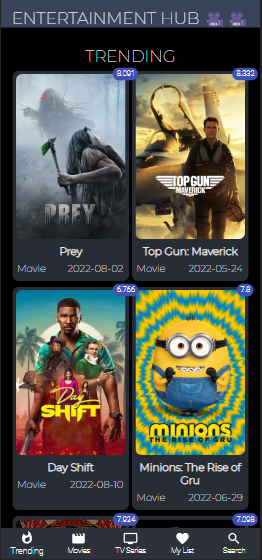 ENTERTAINMENT HUB
TRENDING
8.091
8.332
PREY
TOP GUN
MAVERICK
Prey
Top Gun: Maverick
Movie 2022-08-02
Movie 2022-05-24
6.766
7.8
Day
SHIFT
MINIONS
THE RISE OF GRU
Day Shift
Minions: The Rise of
Gru
Movie 2022-08-10
Movie 2022-06-29
7.924
7.098
Trending
Movies
TV Series
My List
Search